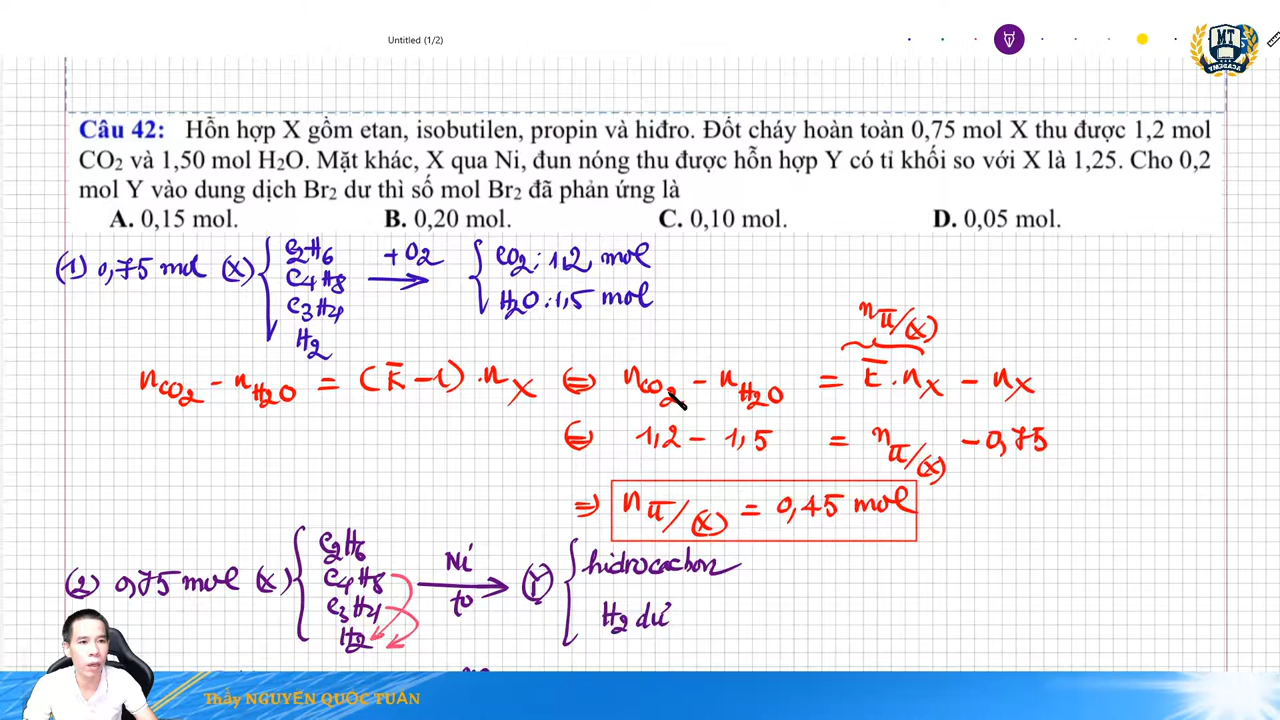 Untitled (1/2)
MT
ACADEMY
Câu 42: Hỗn hợp X gồm etan, isobutilen, propin và hiđro. Đốt cháy hoàn toàn 0,75 mol X thu được 1,2 mol
CO2 và 1,50 mol H2O. Mặt khác, X qua Ni, đun nóng thu được hỗn hợp Y có tỉ khối so với X là 1,25. Cho 0,2
mol Y vào dung dịch Br2 dư thì số mol Br2 đã phản ứng là
A. 0,15 mol. B. 0,20 mol. C. 0,10 mol. D. 0,05 mol.
(1) 0,75 mol (X) { C2H6 C4H8 C3H4 H2 +O2 → { CO2: 1,2 mol H2O: 1,5 mol
nπ/(X)
nCO2 - nH2O = (k̄ - 1) . nX ⇔ nCO2 - nH2O = k̄ . nX - nX
⇔ 1,2 - 1,5 = nπ/(X) - 0,75
⇒ nπ/(X) = 0,45 mol
(2) 0,75 mol (X) { C2H6 C4H8 C3H4 H2 Ni to → (Y) { hidrocacbon H2 dư
Thầy NGUYỄN QUỐC TUẤN